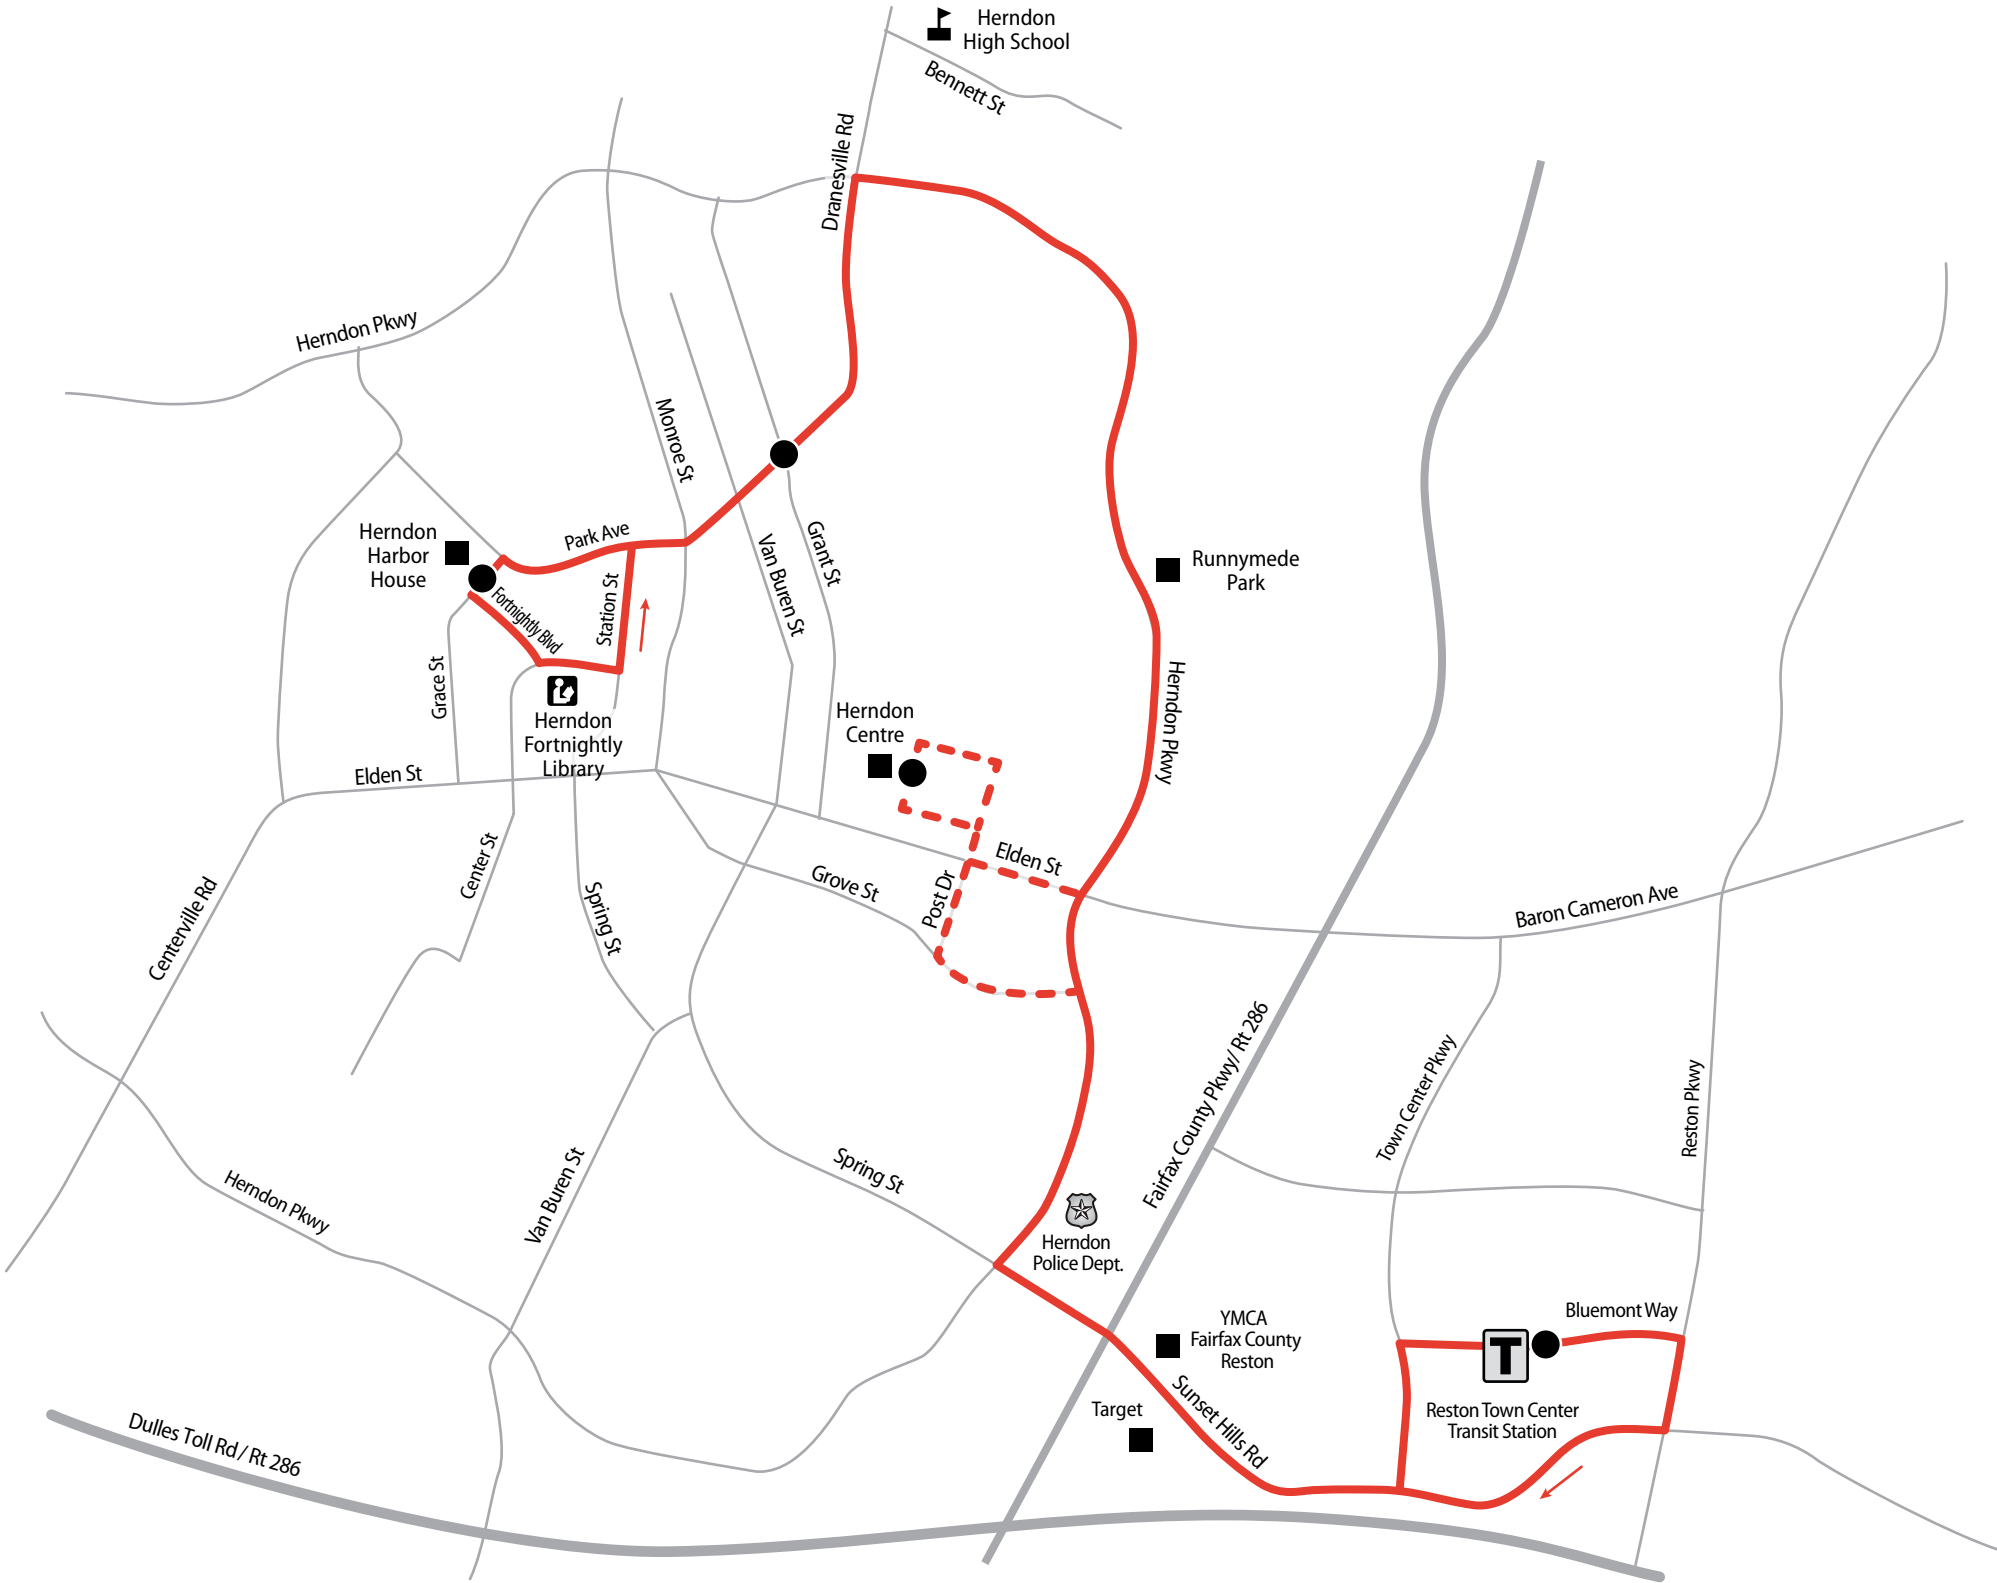 Herndon
High School
Bennett St
Dranesville Rd
Herndon Pkwy
Monroe St
Herndon
Harbor
House
Park Ave
Grant St
Van Buren St
Runnymede
Park
Fortnightly Blvd
Station St
Grace St
Herndon
Fortnightly
Library
Herndon
Centre
Herndon Pkwy
Elden St
Elden St
Center St
Grove St
Post Dr
Baron Cameron Ave
Centerville Rd
Spring St
Fairfax County Pkwy/ Rt 286
Town Center Pkwy
Reston Pkwy
Herndon Pkwy
Van Buren St
Spring St
Herndon
Police Dept.
YMCA
Fairfax County
Reston
Bluemont Way
T
Sunset Hills Rd
Target
Reston Town Center
Transit Station
Dulles Toll Rd/ Rt 286